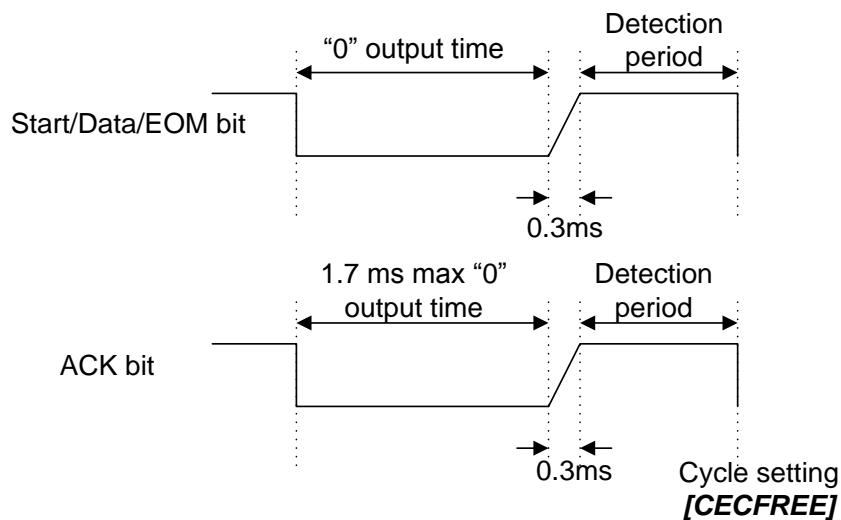 “0” output time
Detection
period
Start/Data/EOM bit
0.3ms
1.7 ms max “0”
output time
Detection
period
ACK bit
0.3ms
Cycle setting
[CECFREE]